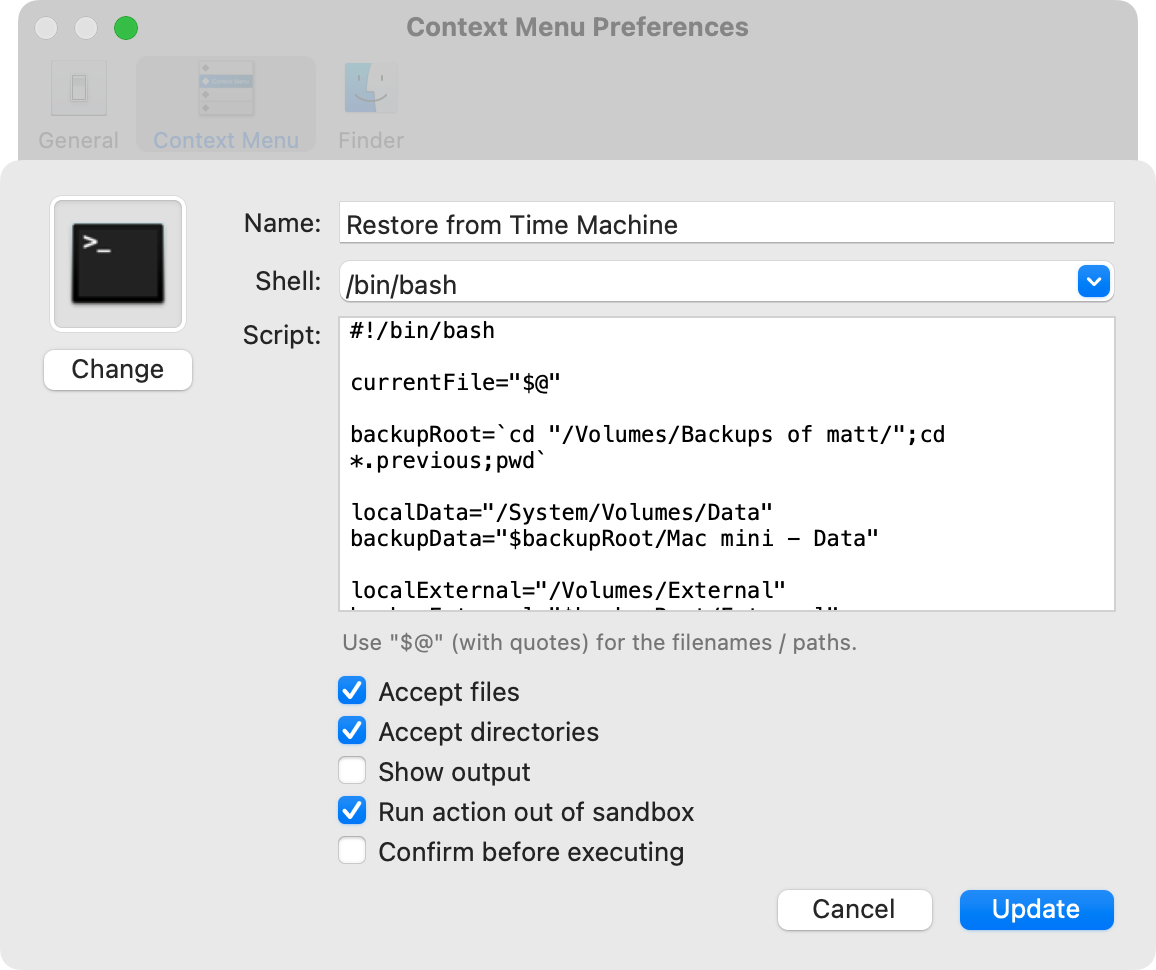 Context Menu Preferences
General
Context Menu
Finder
>_
Change
Name:
Restore from Time Machine
Shell:
/bin/bash
Script:
#!/bin/bash
currentFile="$@"
backupRoot=`cd "/Volumes/Backups of matt/";cd
*.previous;pwd`
localData="/System/Volumes/Data"
backupData="$backupRoot/Mac mini - Data"
localExternal="/Volumes/External"
Use "$@" (with quotes) for the filenames / paths.
Accept files
Accept directories
Show output
Run action out of sandbox
Confirm before executing
Cancel
Update